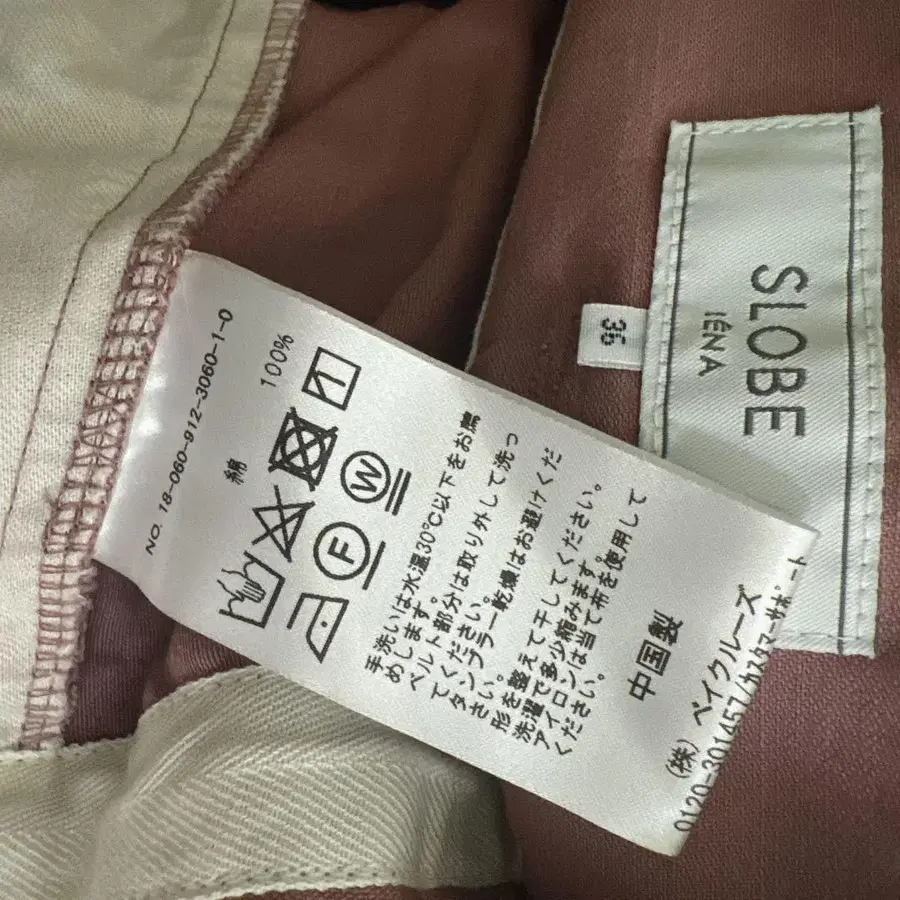 NO. 18-060-912-3060-1-0
綿 100%
W
F
手洗いは水温30℃以下をお薦
めします。
ベルト部分は取り外して洗っ
てください。
タンブラー乾燥はお避けくだ
さい。
形を整えて干してください。
洗濯で多少縮みます。
アイロンは当て布を使用して
ください。
中国製
(株) ベイクルーズ
0120-301457/カスタマーサポート
36
SLOBE
IÉNA